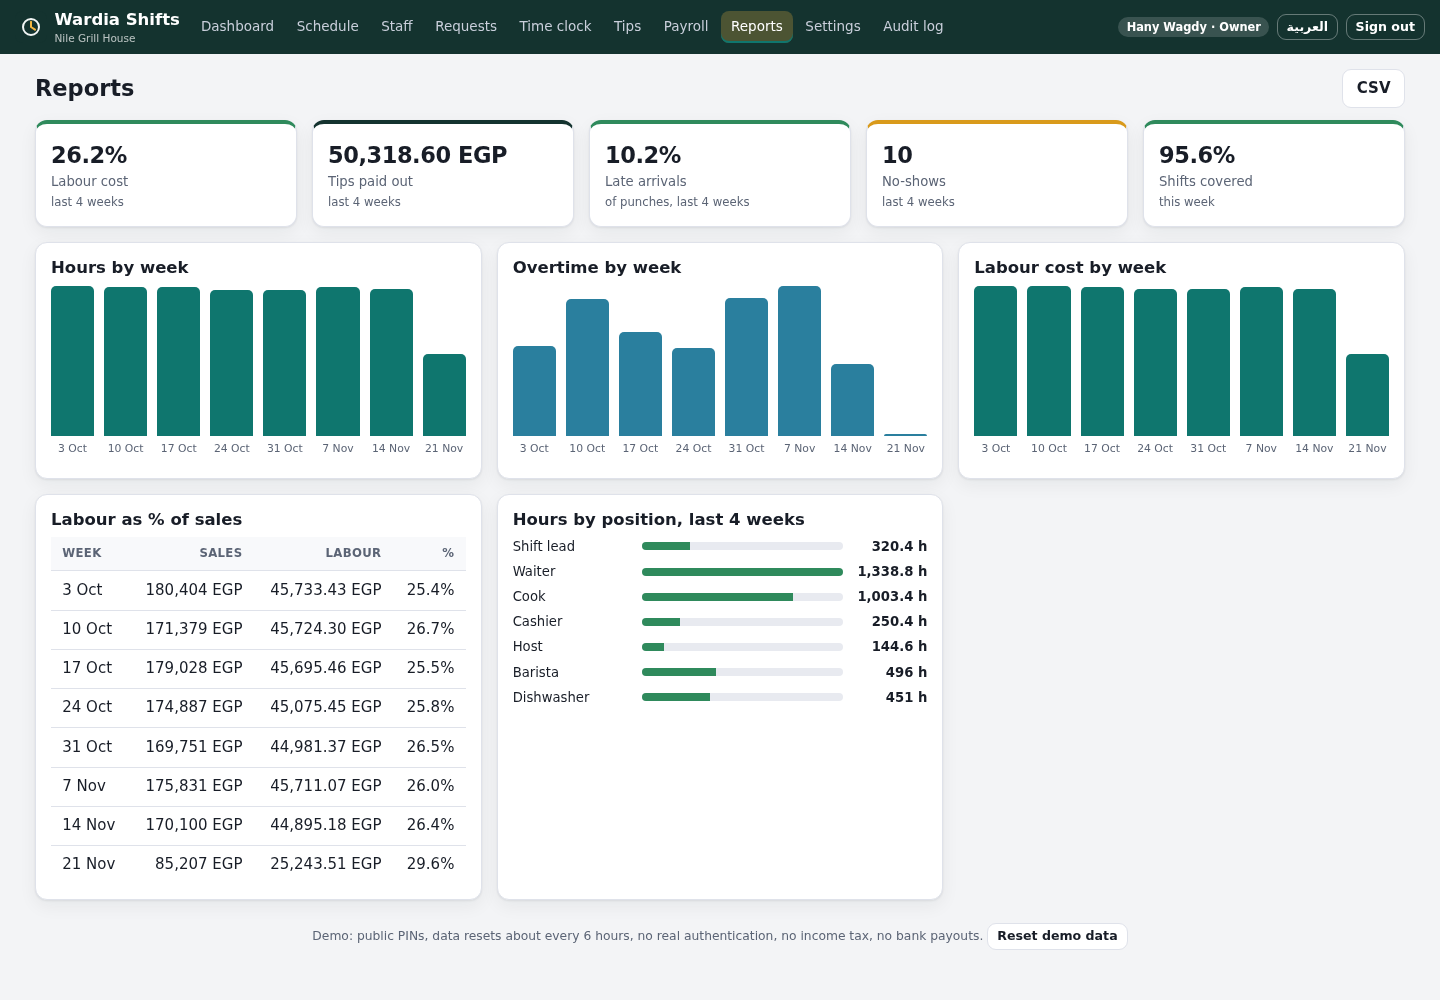 Wardia Shifts
Nile Grill House
Dashboard Schedule Staff Requests Time clock Tips Payroll Reports Settings Audit log
Hany Wagdy · Owner العربية Sign out
Reports
CSV
26.2%
Labour cost
last 4 weeks
50,318.60 EGP
Tips paid out
last 4 weeks
10.2%
Late arrivals
of punches, last 4 weeks
10
No-shows
last 4 weeks
95.6%
Shifts covered
this week
Hours by week
3 Oct 10 Oct 17 Oct 24 Oct 31 Oct 7 Nov 14 Nov 21 Nov
Overtime by week
3 Oct 10 Oct 17 Oct 24 Oct 31 Oct 7 Nov 14 Nov 21 Nov
Labour cost by week
3 Oct 10 Oct 17 Oct 24 Oct 31 Oct 7 Nov 14 Nov 21 Nov
Labour as % of sales
WEEK SALES LABOUR %
3 Oct 180,404 EGP 45,733.43 EGP 25.4%
10 Oct 171,379 EGP 45,724.30 EGP 26.7%
17 Oct 179,028 EGP 45,695.46 EGP 25.5%
24 Oct 174,887 EGP 45,075.45 EGP 25.8%
31 Oct 169,751 EGP 44,981.37 EGP 26.5%
7 Nov 175,831 EGP 45,711.07 EGP 26.0%
14 Nov 170,100 EGP 44,895.18 EGP 26.4%
21 Nov 85,207 EGP 25,243.51 EGP 29.6%
Hours by position, last 4 weeks
Shift lead 320.4 h
Waiter 1,338.8 h
Cook 1,003.4 h
Cashier 250.4 h
Host 144.6 h
Barista 496 h
Dishwasher 451 h
Demo: public PINs, data resets about every 6 hours, no real authentication, no income tax, no bank payouts. Reset demo data